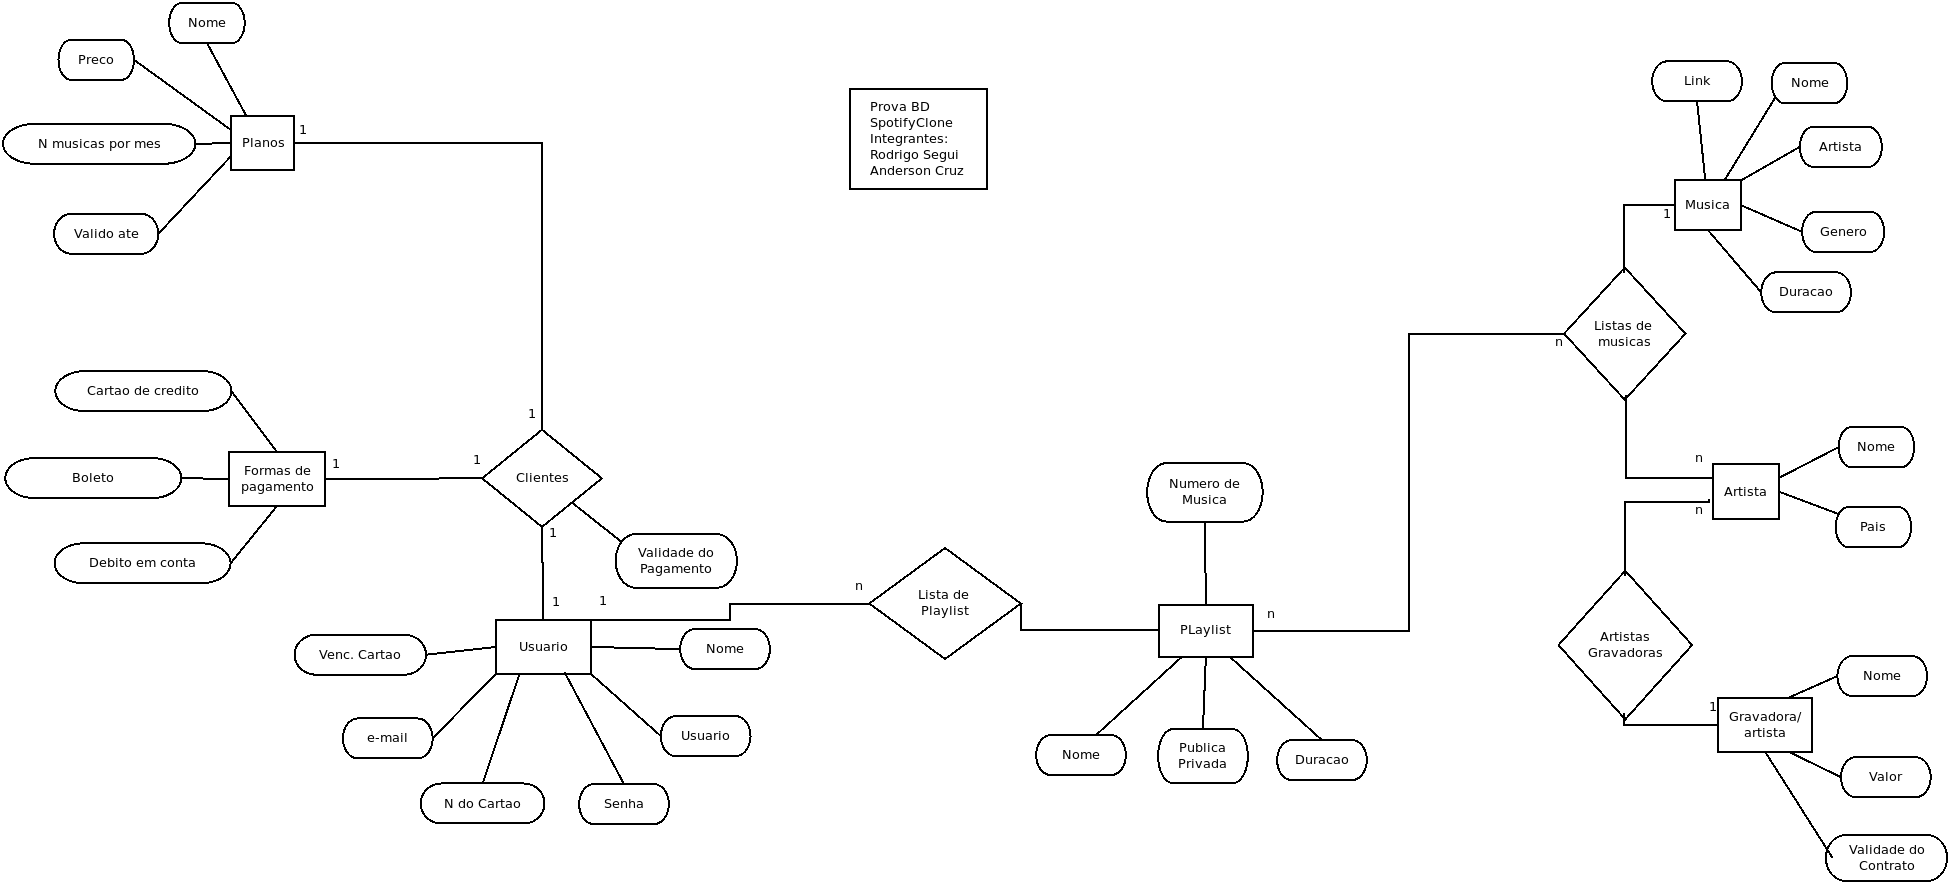 Nome
Preco
Planos
1
N musicas por mes
Valido ate
Prova BD
SpotifyClone
Integrantes:
Rodrigo Segui
Anderson Cruz
Link
Nome
Artista
Musica
1
Genero
Duracao
Listas de
musicas
n
Cartao de credito
Boleto
Formas de
pagamento
1
Debito em conta
1
1
Clientes
1
Validade do
Pagamento
1
1
n
Lista de
Playlist
Numero de
Musica
PLaylist
n
Nome
Publica
Privada
Duracao
Usuario
Venc. Cartao
Nome
e-mail
Usuario
N do Cartao
Senha
n
Artista
n
Nome
Pais
Artistas
Gravadoras
1
Gravadora/
artista
Nome
Valor
Validade do
Contrato